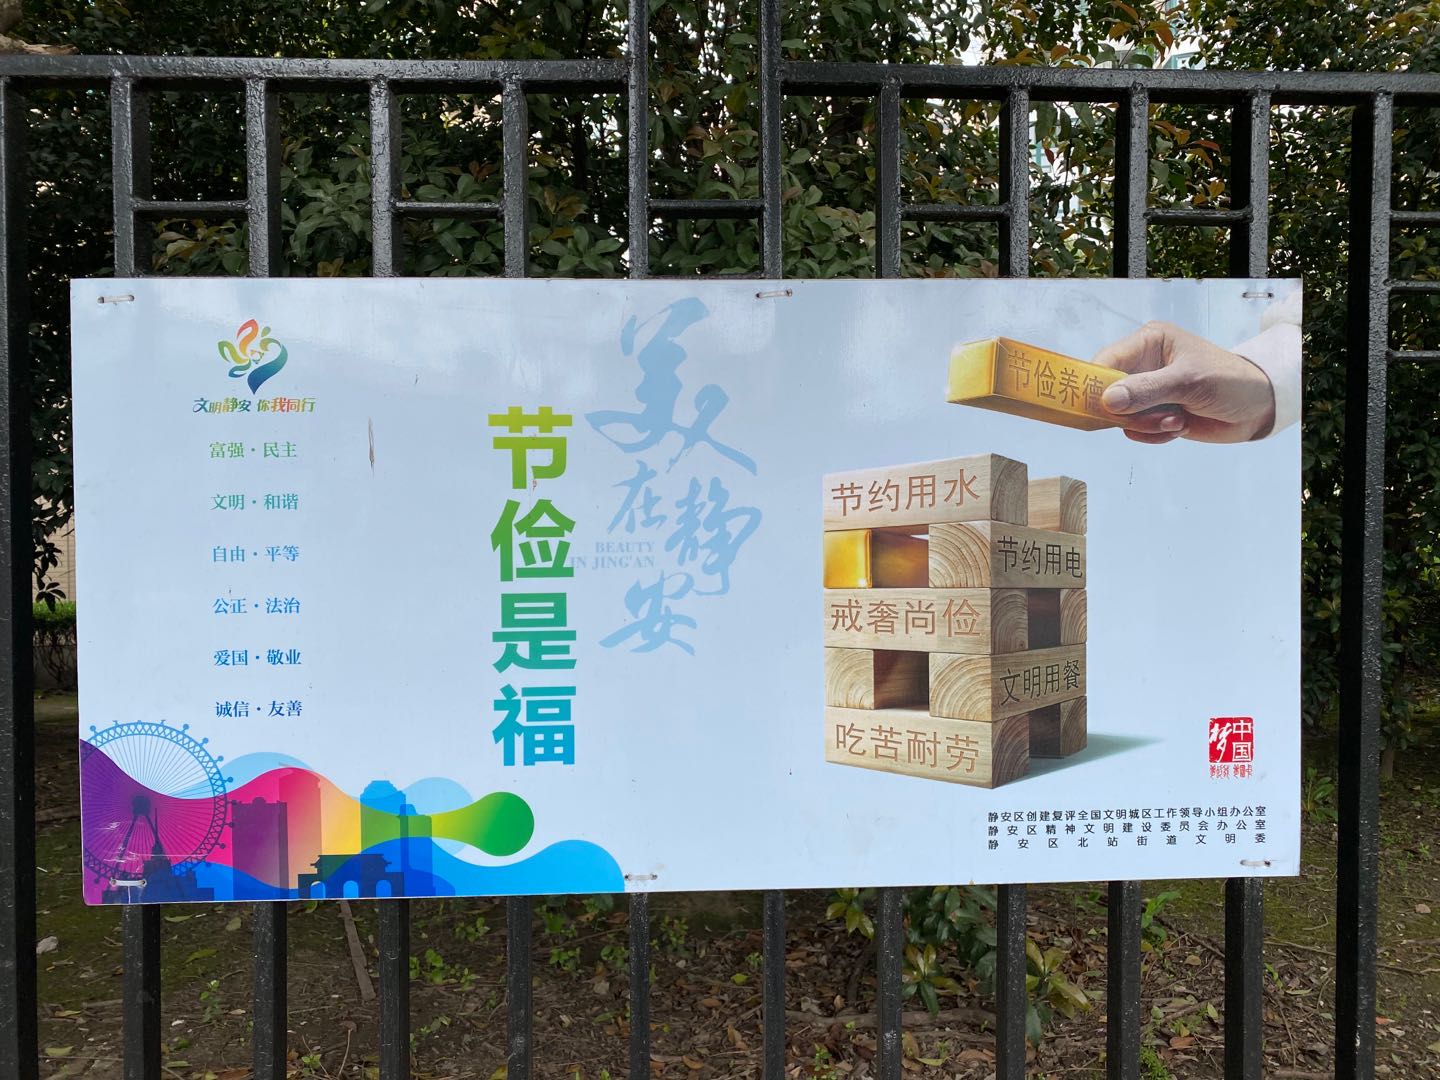 文明静安 你我同行
富强·民主
文明·和谐
自由·平等
公正·法治
爱国·敬业
诚信·友善
节俭是福
美在静安
BEAUTY
IN JING'AN
节俭养德
节约用水
节约用电
戒奢尚俭
文明用餐
吃苦耐劳
中国梦
静安区创建复评全国文明城区工作领导小组办公室
静安区精神文明建设委员会办公室
静安区北站街道文明委